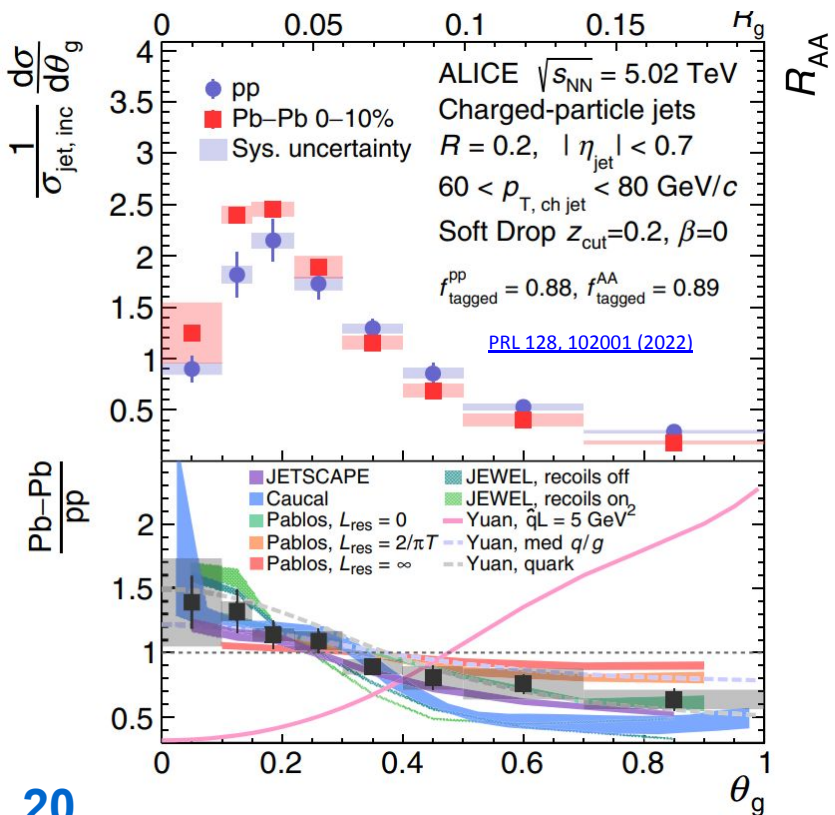 0 0.05 0.1 0.15 R_g
1/σ_jet, inc dσ/dθ_g
R_AA
4
3.5
3
2.5
2
1.5
1
0.5
pp
Pb–Pb 0–10%
Sys. uncertainty
ALICE √s_NN = 5.02 TeV
Charged-particle jets
R = 0.2, | η_jet | < 0.7
60 < p_T, ch jet < 80 GeV/c
Soft Drop z_cut=0.2, β=0
f_tagged^pp = 0.88, f_tagged^AA = 0.89
PRL 128, 102001 (2022)
Pb–Pb/pp
2
1.5
1
0.5
JETSCAPE
Caucal
Pablos, L_res = 0
Pablos, L_res = 2/πT
Pablos, L_res = ∞
JEWEL, recoils off
JEWEL, recoils on
Yuan, q̂L = 5 GeV²
Yuan, med q/g
Yuan, quark
0 0.2 0.4 0.6 0.8 1
θ_g
20